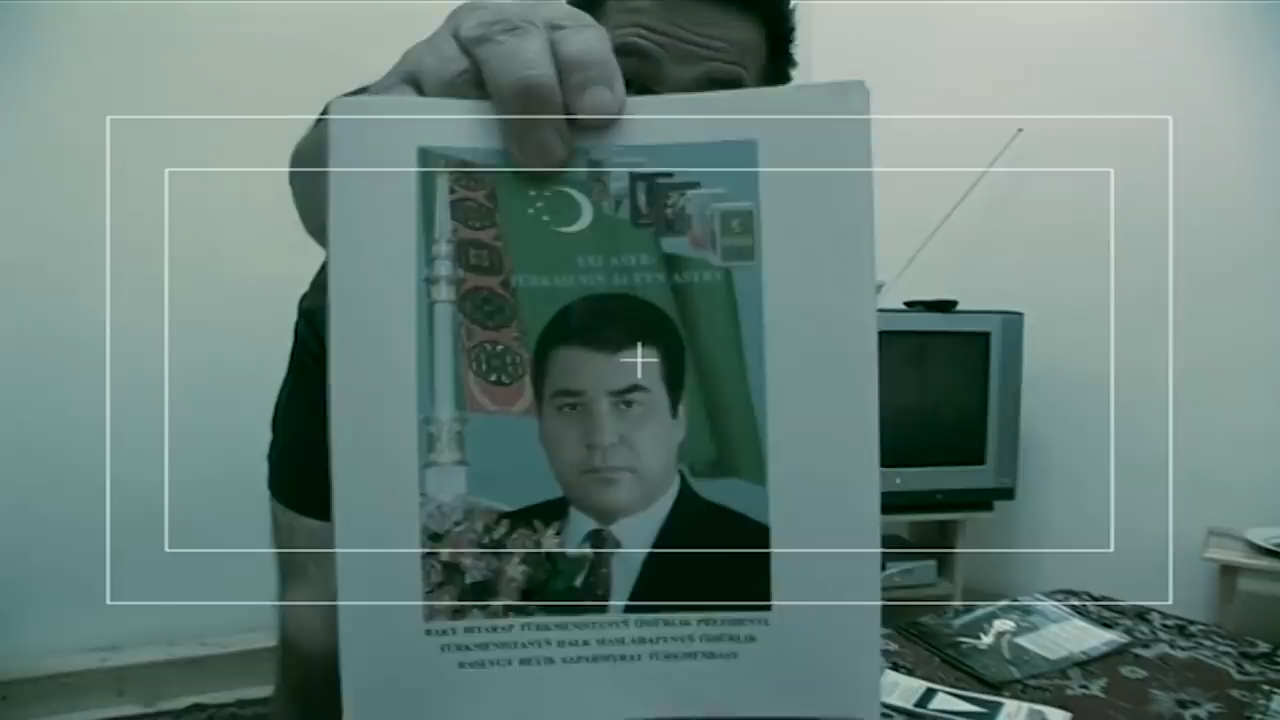 TÜRKMENIŇ ALTYN ASYRY
BAKY BITARAP TÜRKMENISTANYŇ ÖMÜRLIK PREZIDENTI,
TÜRKMENISTANYŇ HALK MASLAHATYNYŇ ÖMÜRLIK
BAŞLYGY BEÝIK SAPARMYRAT TÜRKMENBAŞY